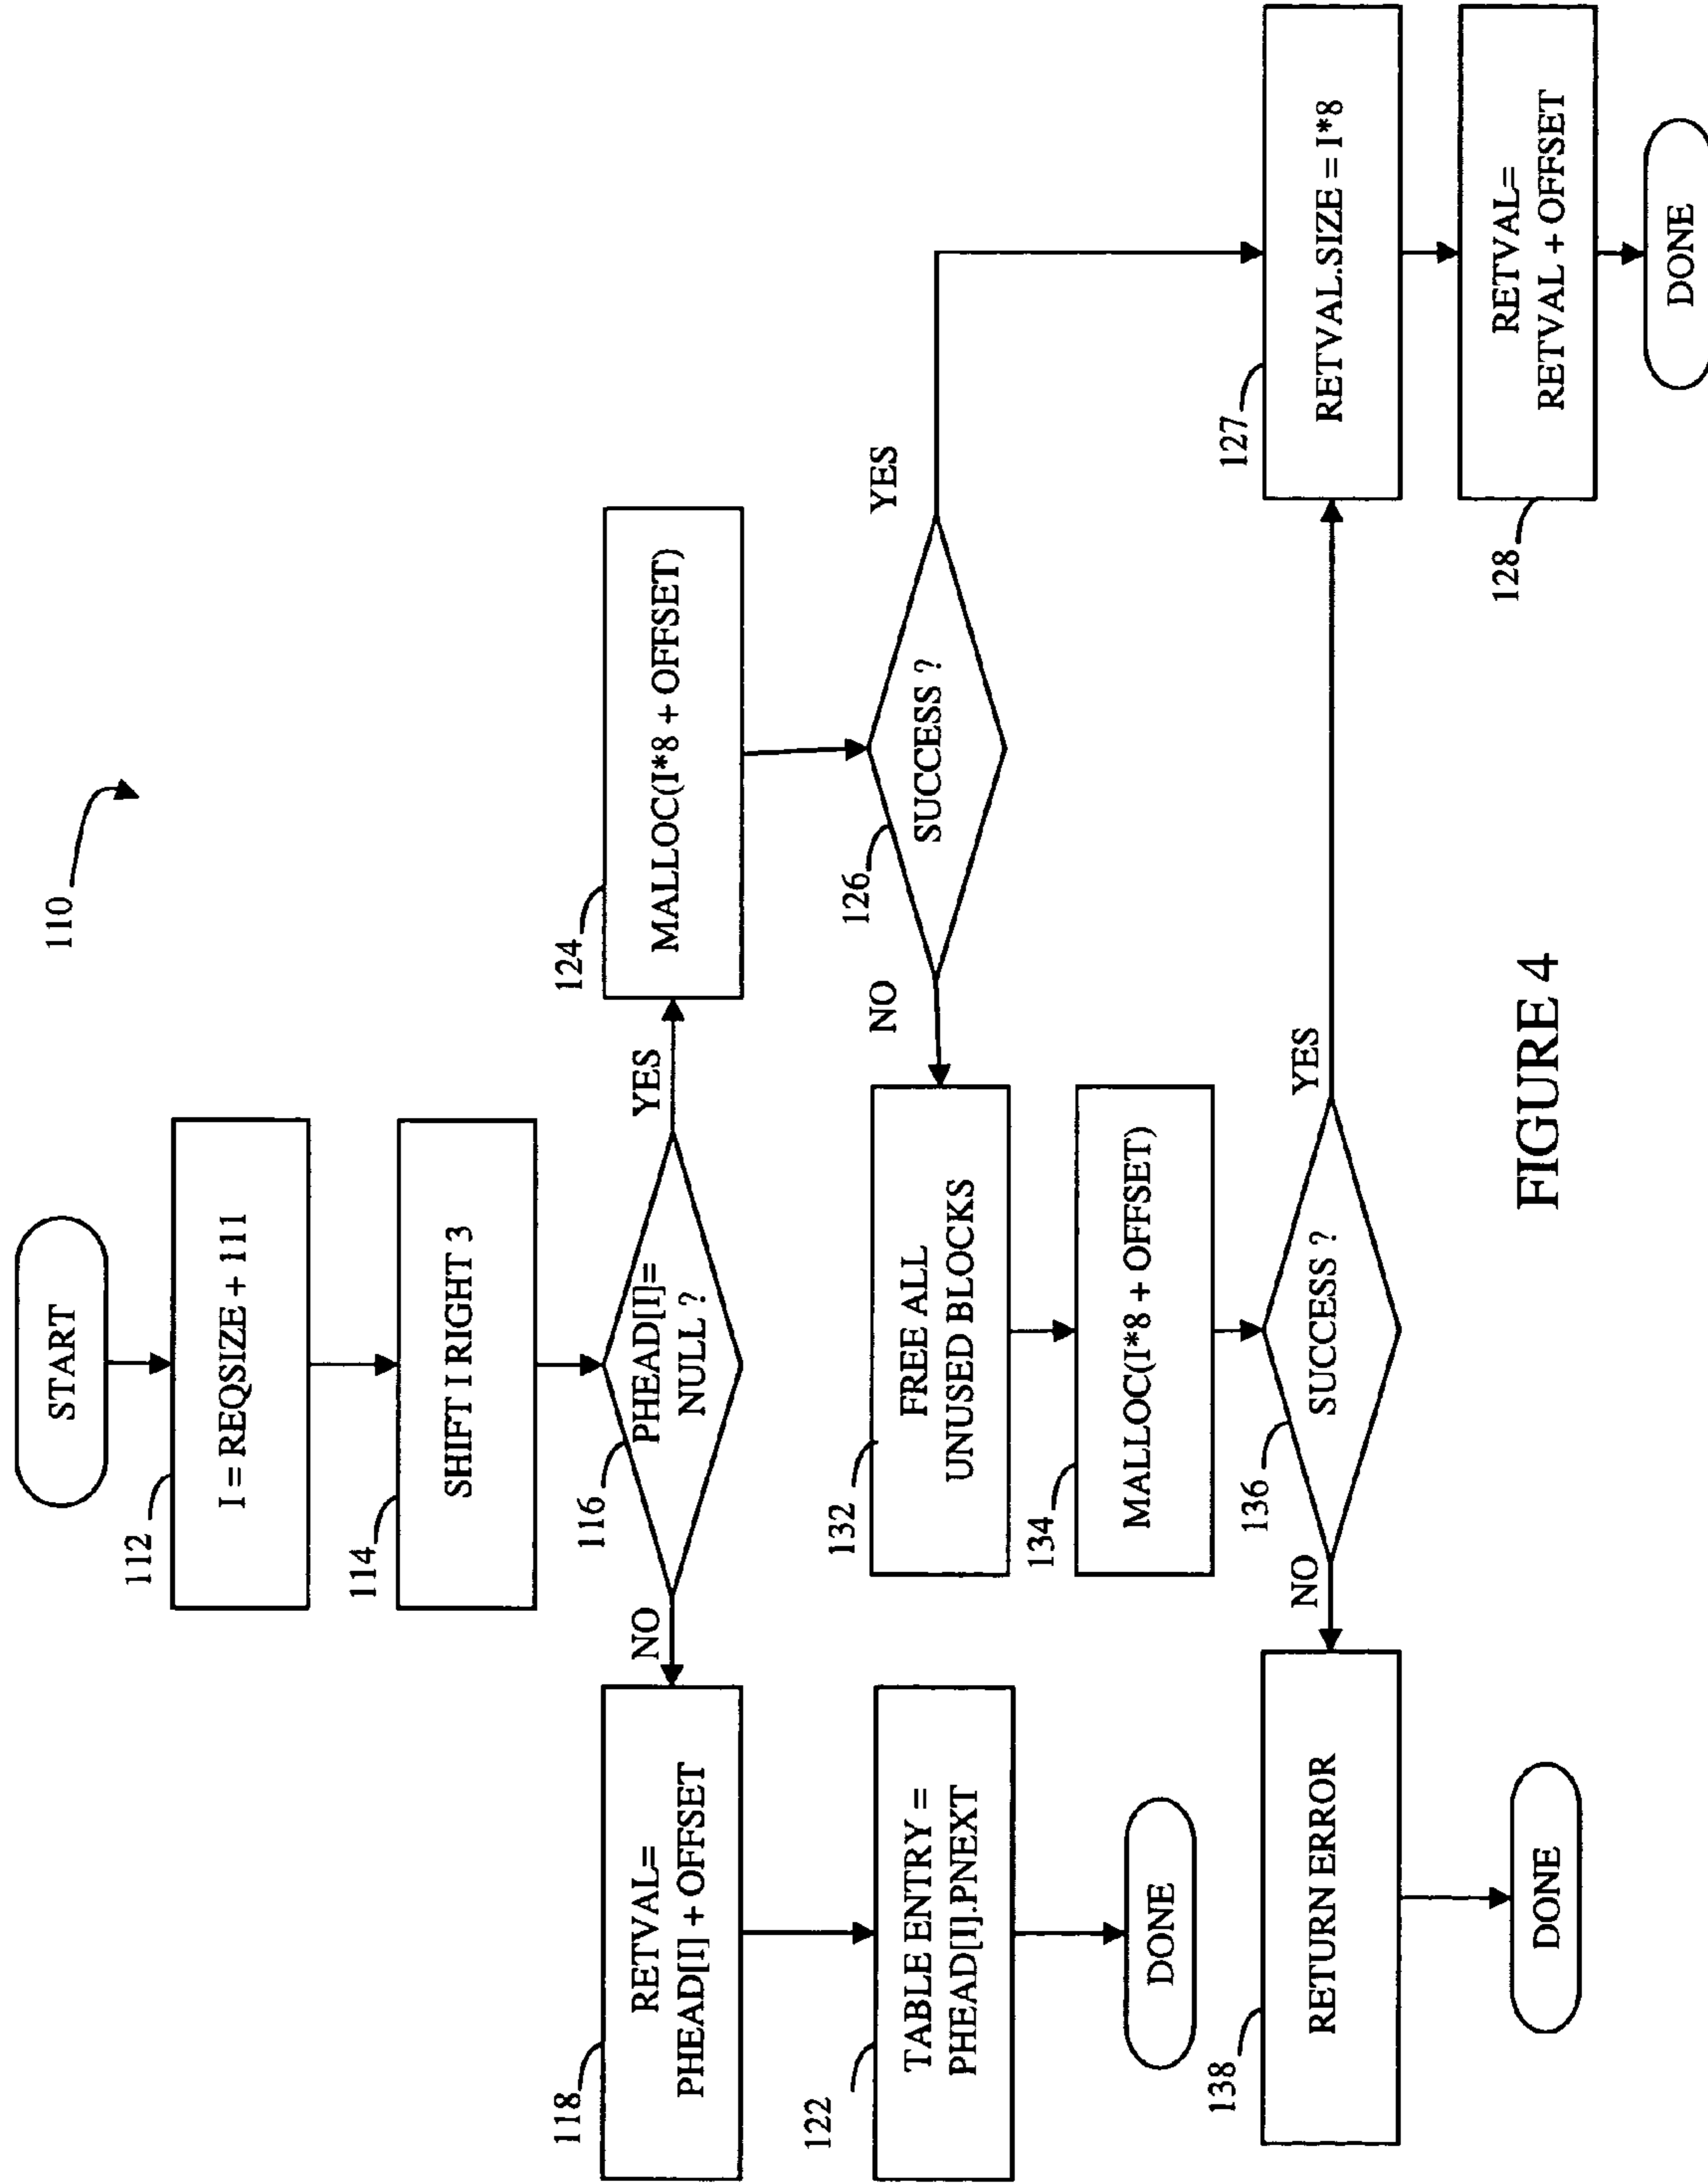 110
START
112
I = REQSIZE + 111
114
SHIFT I RIGHT 3
116
PHEAD[I]=
NULL ?
NO
YES
118
RETVAL=
PHEAD[I] + OFFSET
124
MALLOC(I*8 + OFFSET)
122
TABLE ENTRY =
PHEAD[I].PNEXT
DONE
126
SUCCESS ?
NO
YES
132
FREE ALL
UNUSED BLOCKS
134
MALLOC(I*8 + OFFSET)
136
SUCCESS ?
NO
YES
138
RETURN ERROR
DONE
127
RETVAL.SIZE = I*8
128
RETVAL=
RETVAL + OFFSET
DONE
FIGURE 4